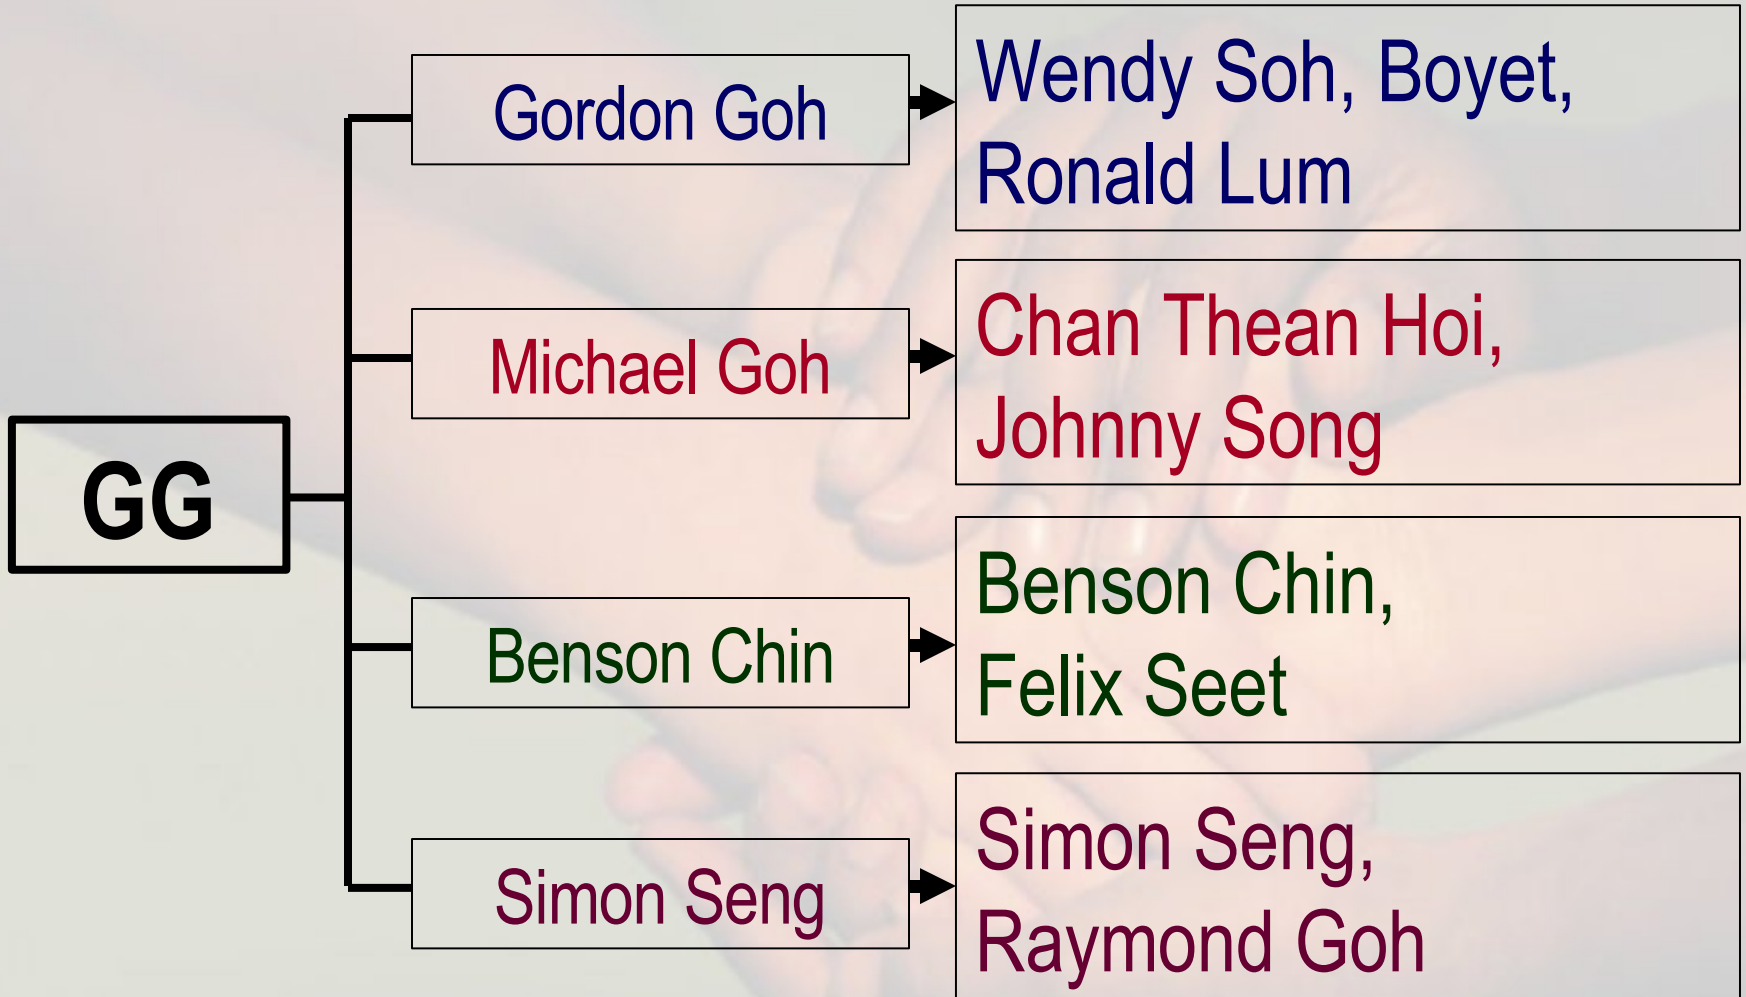 GG
Gordon Goh
Wendy Soh, Boyet,
Ronald Lum
Michael Goh
Chan Thean Hoi,
Johnny Song
Benson Chin
Benson Chin,
Felix Seet
Simon Seng
Simon Seng,
Raymond Goh